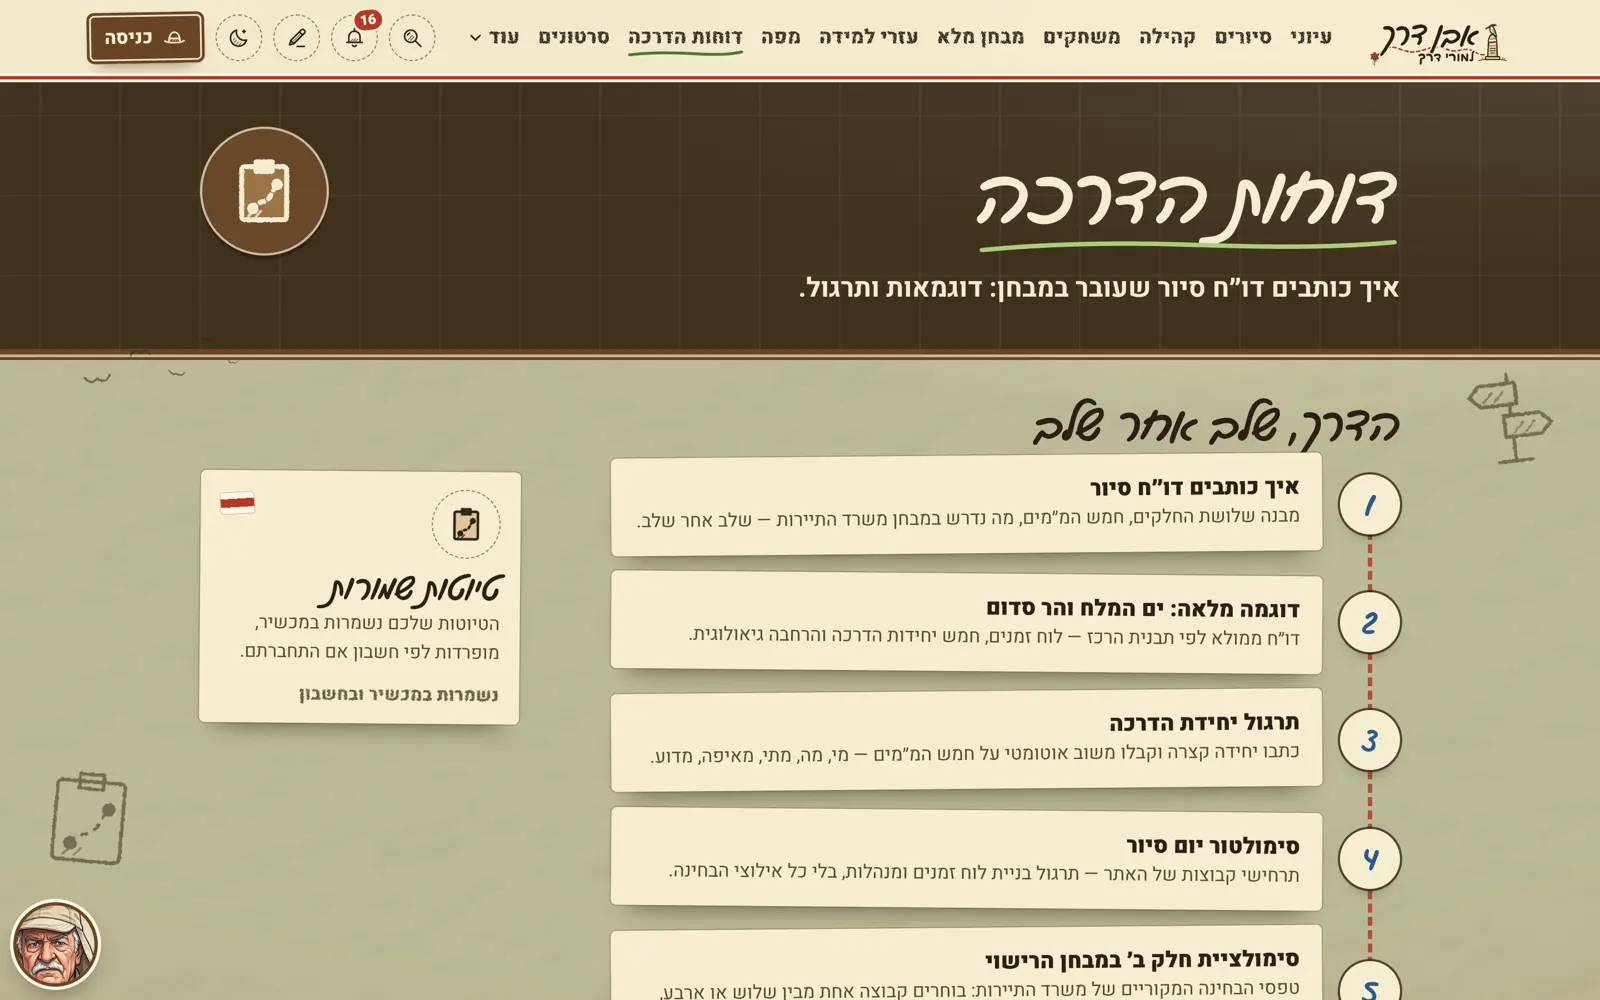 אבן דרך
למורי דרך
עיוני
סיורים
קהילה
משחקים
מבחן מלא
עזרי למידה
מפה
דוחות הדרכה
סרטונים
עוד
16
כניסה
דוחות הדרכה
איך כותבים דו״ח סיור שעובר במבחן: דוגמאות ותרגול.
הדרך, שלב אחר שלב
1
איך כותבים דו״ח סיור
מבנה שלושת החלקים, חמש המ״מים, מה נדרש במבחן משרד התיירות — שלב אחר שלב.
2
דוגמה מלאה: ים המלח והר סדום
דו״ח ממולא לפי תבנית הרכז — לוח זמנים, חמש יחידות הדרכה והרחבה גיאולוגית.
3
תרגול יחידת הדרכה
כתבו יחידה קצרה וקבלו משוב אוטומטי על חמש המ״מים — מי, מה, מתי, מאיפה, מדוע.
4
סימולטור יום סיור
תרחישי קבוצות של האתר — תרגול בניית לוח זמנים ומנהלות, בלי כל אילוצי הבחינה.
5
סימולציית חלק ב׳ במבחן הרישוי
טפסי הבחינה המקוריים של משרד התיירות: בוחרים קבוצה אחת מבין שלוש או ארבע,
טיוטות שמורות
הטיוטות שלכם נשמרות במכשיר,
מופרדות לפי חשבון אם התחברתם.
נשמרות במכשיר ובחשבון